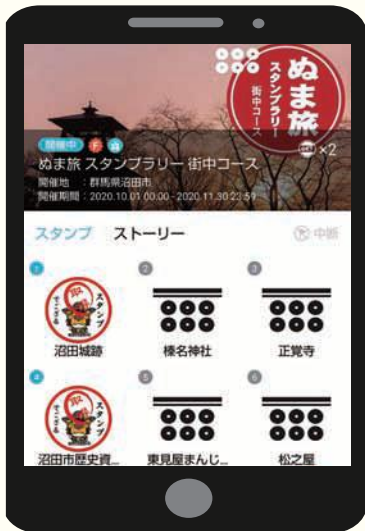 ぬま旅
スタンプラリー
街中コース
開催中
×2
ぬま旅 スタンプラリー 街中コース
開催地 : 群馬県沼田市
開催期間 : 2020.10.01 00:00 - 2020.11.30 23:59
スタンプ ストーリー 中断
1 2 3
スタンプ
沼田城跡 榛名神社 正覚寺
4 5 6
スタンプ
沼田市歴史資... 東見屋まんじ... 松之屋